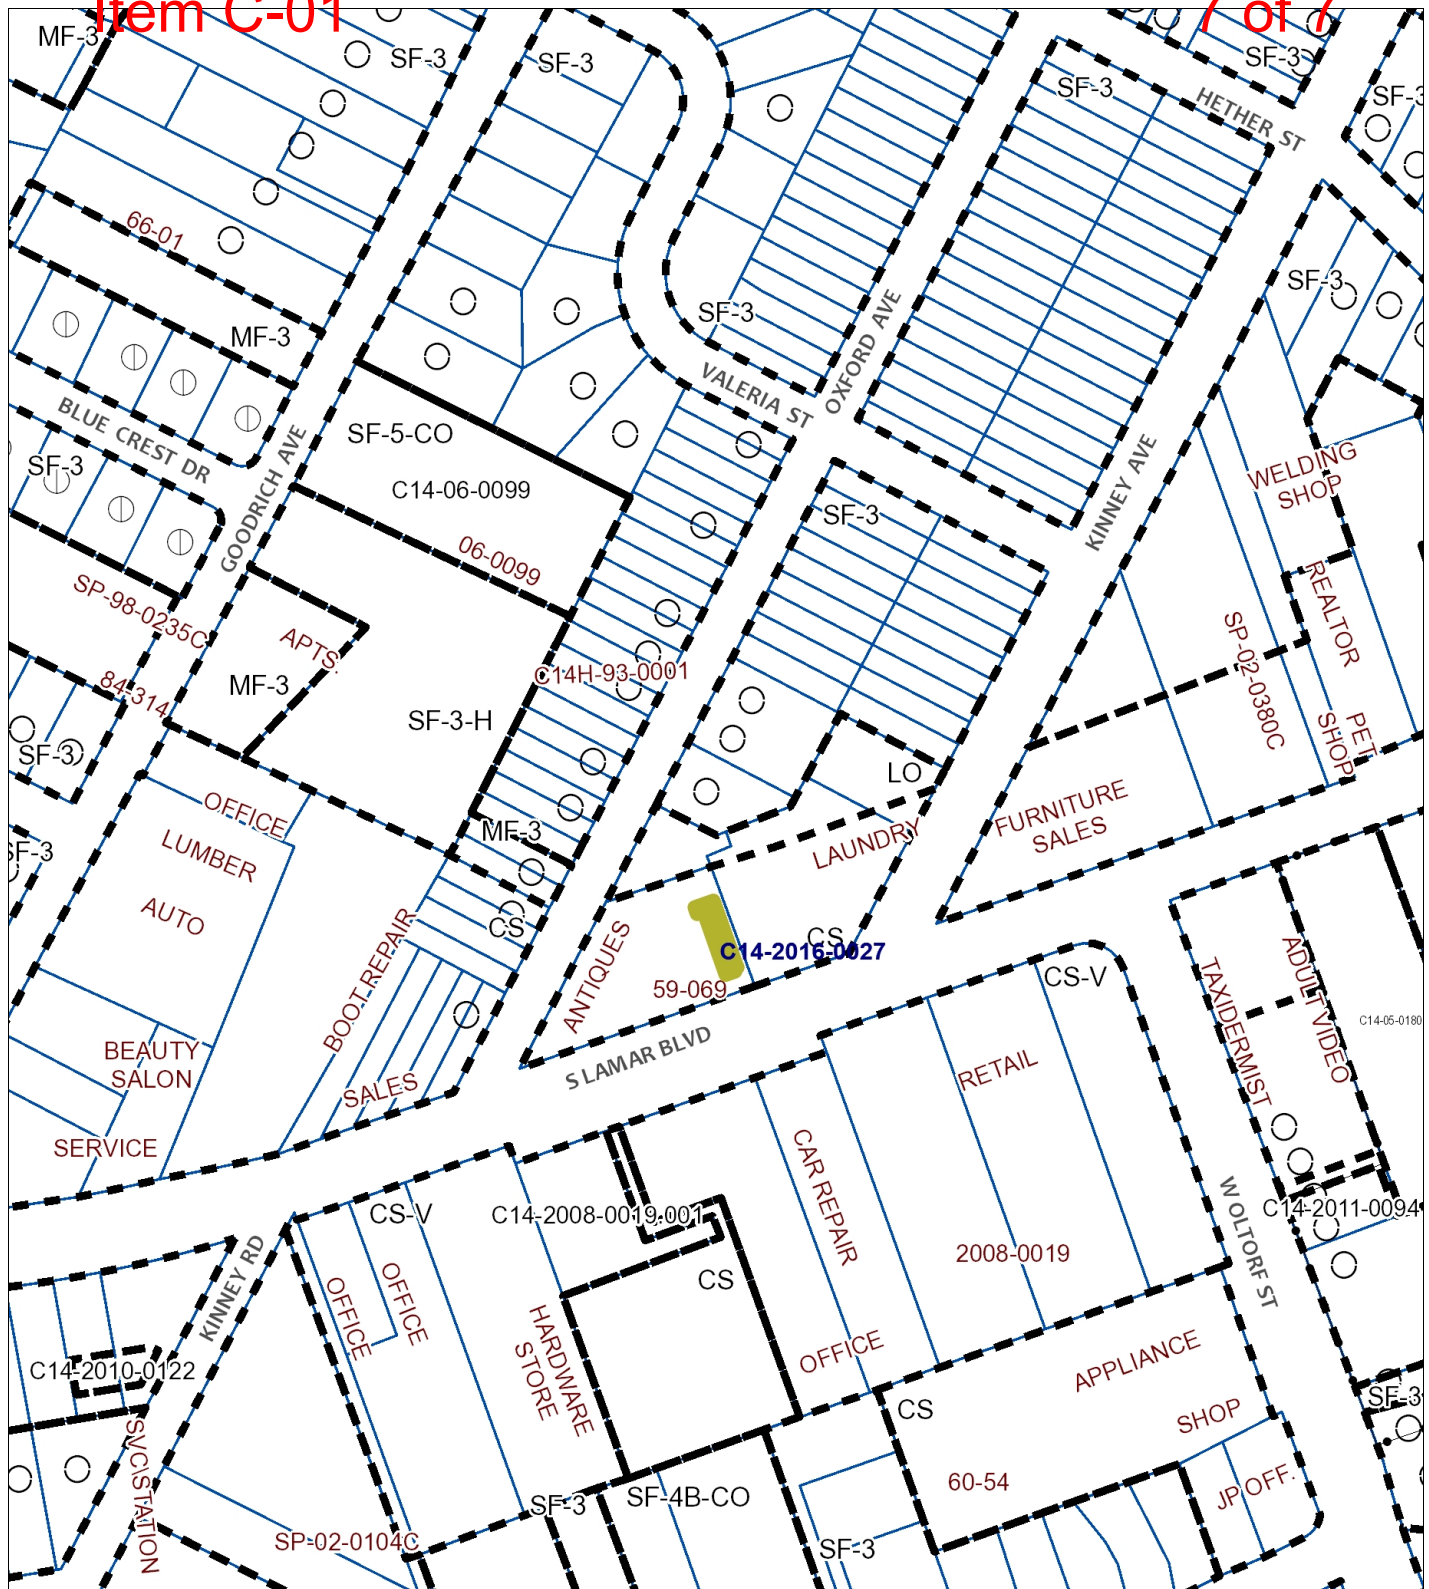 Item C-01
7 of 7
MF-3
SF-3
SF-3
SF-3
SF-3
SF-3
HETHER ST
66-01
SF-3
MF-3
SF-3
OXFORD AVE
VALERIA ST
BLUE CREST DR
SF-5-CO
GOODRICH AVE
KINNEY AVE
WELDING
SHOP
SF-3
C14-06-0099
SF-3
06-0099
SP-98-0235C
APTS.
REALTOR
SP-02-0380C
84-314
MF-3
C14H-93-0001
SF-3-H
SF-3
PET
SHOP
LO
OFFICE
LUMBER
MF-3
LAUNDRY
FURNITURE
SALES
SF-3
AUTO
BOOT REPAIR
CS
ANTIQUES
CS
C14-2016-0027
59-069
CS-V
TAXIDERMIST
ADULT VIDEO
C14-05-0180
BEAUTY
SALON
S LAMAR BLVD
RETAIL
SALES
SERVICE
CAR REPAIR
CS-V
C14-2008-0019.001
C14-2011-0094
W OLTORF ST
KINNEY RD
2008-0019
CS
OFFICE
OFFICE
HARDWARE
STORE
OFFICE
APPLIANCE
SHOP
C14-2010-0122
SF-3
CS
SVC\STATION
60-54
JP OFF.
SF-3
SF-4B-CO
SP-02-0104C
SF-3